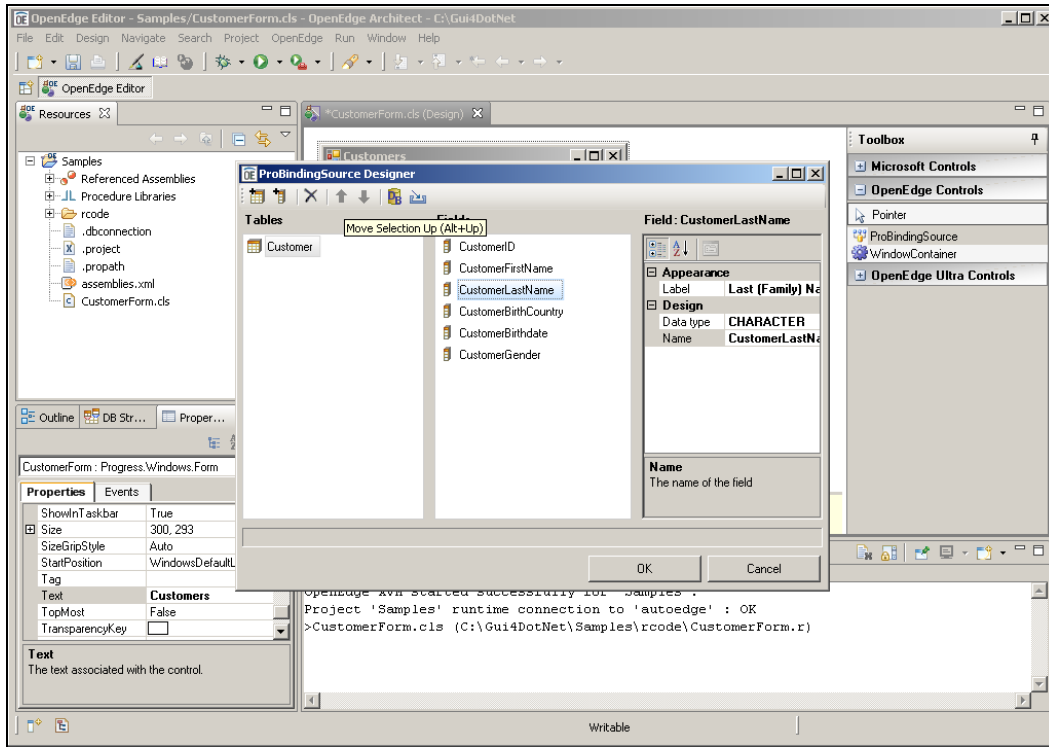 OpenEdge Editor - Samples/CustomerForm.cls - OpenEdge Architect - C:\Gui4DotNet
File Edit Design Navigate Search Project OpenEdge Run Window Help
OpenEdge Editor
Resources
*CustomerForm.cls (Design)
Samples
Referenced Assemblies
Procedure Libraries
rcode
.dbconnection
.project
.propath
assemblies.xml
CustomerForm.cls
Customers
ProBindingSource Designer
Tables
Move Selection Up (Alt+Up)
Customer
CustomerID
CustomerFirstName
CustomerLastName
CustomerBirthCountry
CustomerBirthdate
CustomerGender
Field: CustomerLastName
Appearance
Label Last (Family) Na
Design
Data type CHARACTER
Name CustomerLastNa
Name
The name of the field
OK Cancel
Toolbox
Microsoft Controls
OpenEdge Controls
Pointer
ProBindingSource
WindowContainer
OpenEdge Ultra Controls
Outline DB Str... Proper...
CustomerForm : Progress.Windows.Form
Properties Events
ShowInTaskbar True
Size 300, 293
SizeGripStyle Auto
StartPosition WindowsDefaultL
Tag
Text Customers
TopMost False
TransparencyKey
Text
The text associated with the control.
OpenEdge AVM started successfully for 'Samples'.
Project 'Samples' runtime connection to 'autoedge' : OK
>CustomerForm.cls (C:\Gui4DotNet\Samples\rcode\CustomerForm.r)
Writable